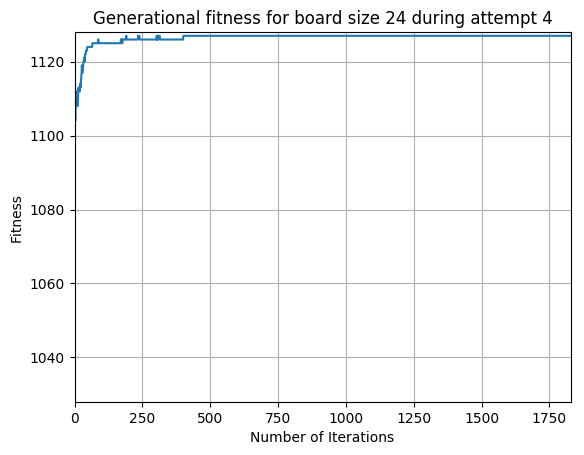 Generational fitness for board size 24 during attempt 4
Fitness
1120
1100
1080
1060
1040
0 250 500 750 1000 1250 1500 1750
Number of Iterations